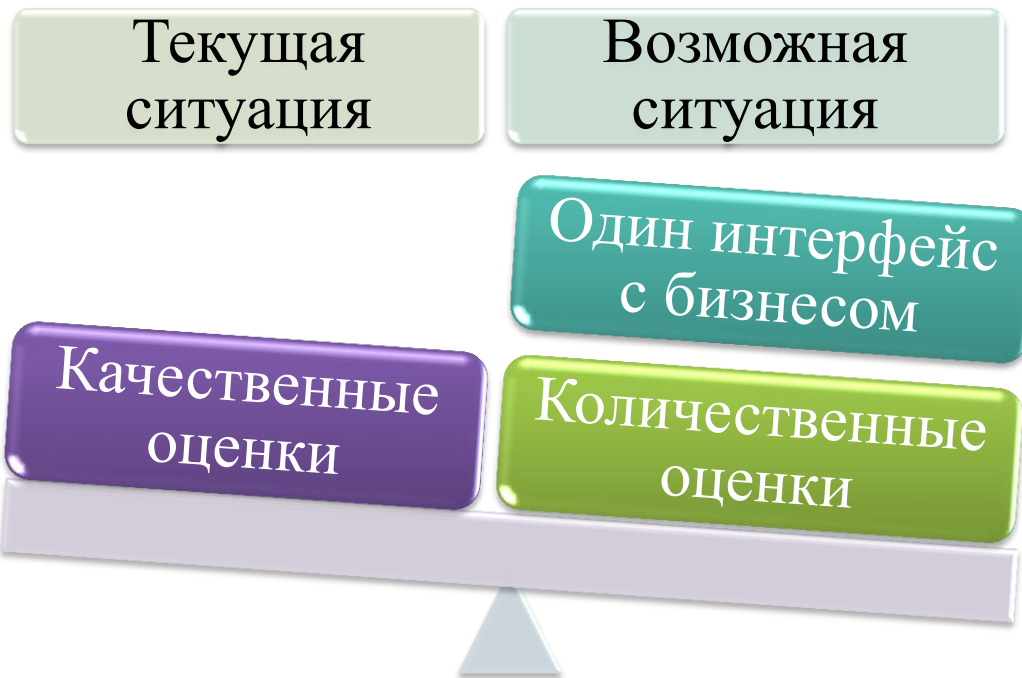 Текущая
ситуация
Возможная
ситуация
Один интерфейс
с бизнесом
Качественные
оценки
Количественные
оценки